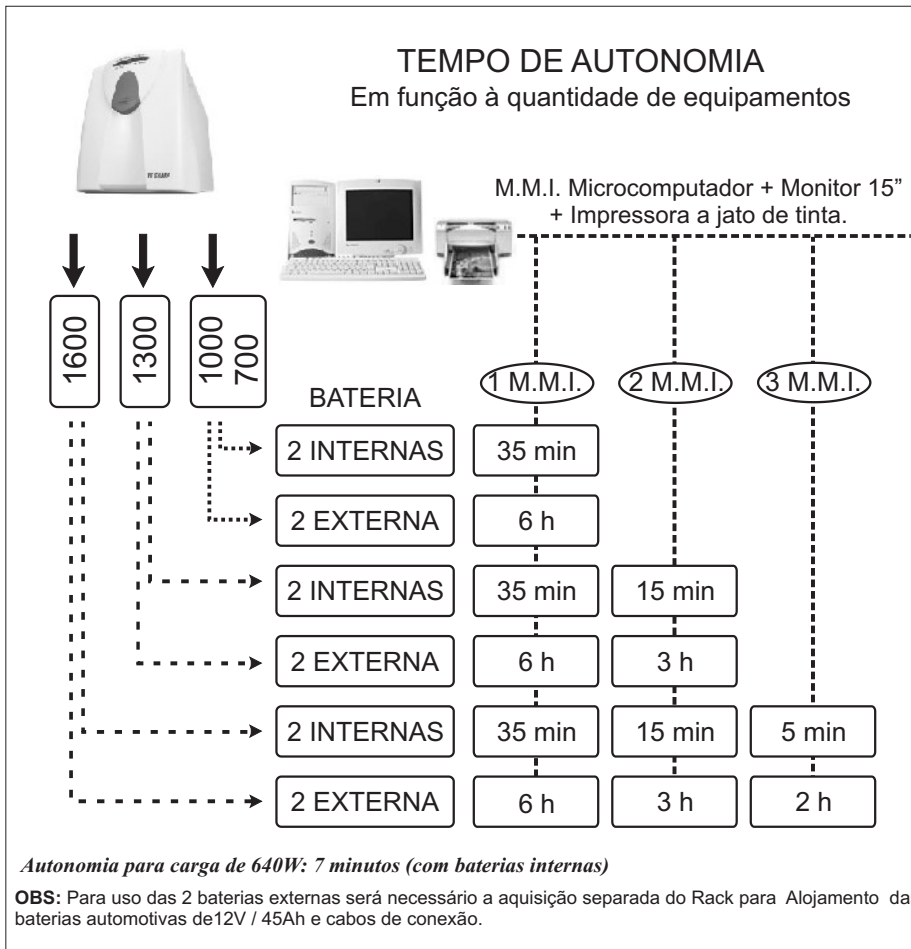 TEMPO DE AUTONOMIA
Em função à quantidade de equipamentos
M.M.I. Microcomputador + Monitor 15”
+ Impressora a jato de tinta.
1600
1300
1000
700
BATERIA
1 M.M.I.
2 M.M.I.
3 M.M.I.
2 INTERNAS
35 min
2 EXTERNA
6 h
2 INTERNAS
35 min
15 min
2 EXTERNA
6 h
3 h
2 INTERNAS
35 min
15 min
5 min
2 EXTERNA
6 h
3 h
2 h
Autonomia para carga de 640W: 7 minutos (com baterias internas)
OBS: Para uso das 2 baterias externas será necessário a aquisição separada do Rack para Alojamento da
baterias automotivas de12V / 45Ah e cabos de conexão.